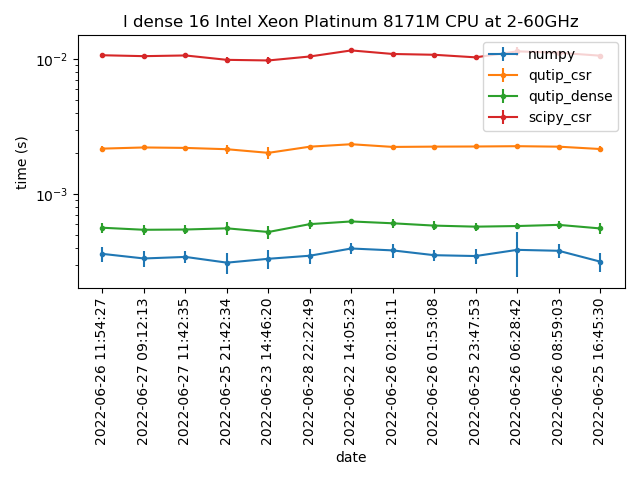 l dense 16 Intel Xeon Platinum 8171M CPU at 2-60GHz
10⁻²
10⁻³
time (s)
numpy
qutip_csr
qutip_dense
scipy_csr
2022-06-26 11:54:27
2022-06-27 09:12:13
2022-06-27 11:42:35
2022-06-25 21:42:34
2022-06-23 14:46:20
2022-06-28 22:22:49
2022-06-22 14:05:23
2022-06-26 02:18:11
2022-06-26 01:53:08
2022-06-25 23:47:53
2022-06-26 06:28:42
2022-06-26 08:59:03
2022-06-25 16:45:30
date